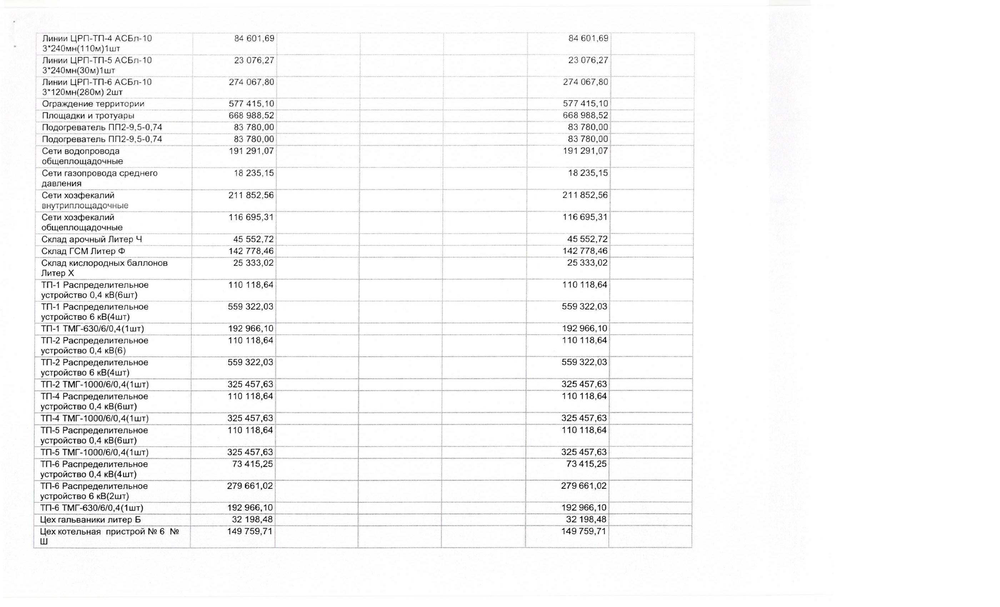 Линии ЦРП-ТП-4 АСБл-10 84 601,69 84 601,69
3*240мн(110м)1шт
Линии ЦРП-ТП-5 АСБл-10 23 076,27 23 076,27
3*240мн(30м)1шт
Линии ЦРП-ТП-6 АСБл-10 274 067,80 274 067,80
3*120мн(280м) 2шт
Ограждение территории 577 415,10 577 415,10
Площадки и тротуары 668 988,52 668 988,52
Подогреватель ПП2-9,5-0,74 83 780,00 83 780,00
Подогреватель ПП2-9,5-0,74 83 780,00 83 780,00
Сети водопровода 191 291,07 191 291,07
общеплощадочные
Сети газопровода среднего 18 235,15 18 235,15
давления
Сети хозфекалий 211 852,56 211 852,56
внутриплощадочные
Сети хозфекалий 116 695,31 116 695,31
общеплощадочные
Склад арочный Литер Ч 45 552,72 45 552,72
Склад ГСМ Литер Ф 142 778,46 142 778,46
Склад кислородных баллонов 25 333,02 25 333,02
Литер Х
ТП-1 Распределительное 110 118,64 110 118,64
устройство 0,4 кВ(6шт)
ТП-1 Распределительное 559 322,03 559 322,03
устройство 6 кВ(4шт)
ТП-1 ТМГ-630/6/0,4(1шт) 192 966,10 192 966,10
ТП-2 Распределительное 110 118,64 110 118,64
устройство 0,4 кВ(6)
ТП-2 Распределительное 559 322,03 559 322,03
устройство 6 кВ(4шт)
ТП-2 ТМГ-1000/6/0,4(1шт) 325 457,63 325 457,63
ТП-4 Распределительное 110 118,64 110 118,64
устройство 0,4 кВ(6шт)
ТП-4 ТМГ-1000/6/0,4(1шт) 325 457,63 325 457,63
ТП-5 Распределительное 110 118,64 110 118,64
устройство 0,4 кВ(6шт)
ТП-5 ТМГ-1000/6/0,4(1шт) 325 457,63 325 457,63
ТП-6 Распределительное 73 415,25 73 415,25
устройство 0,4 кВ(4шт)
ТП-6 Распределительное 279 661,02 279 661,02
устройство 6 кВ(2шт)
ТП-6 ТМГ-630/6/0,4(1шт) 192 966,10 192 966,10
Цех гальваники литер Б 32 198,48 32 198,48
Цех котельная пристрой № 6 № 149 759,71 149 759,71
Ш